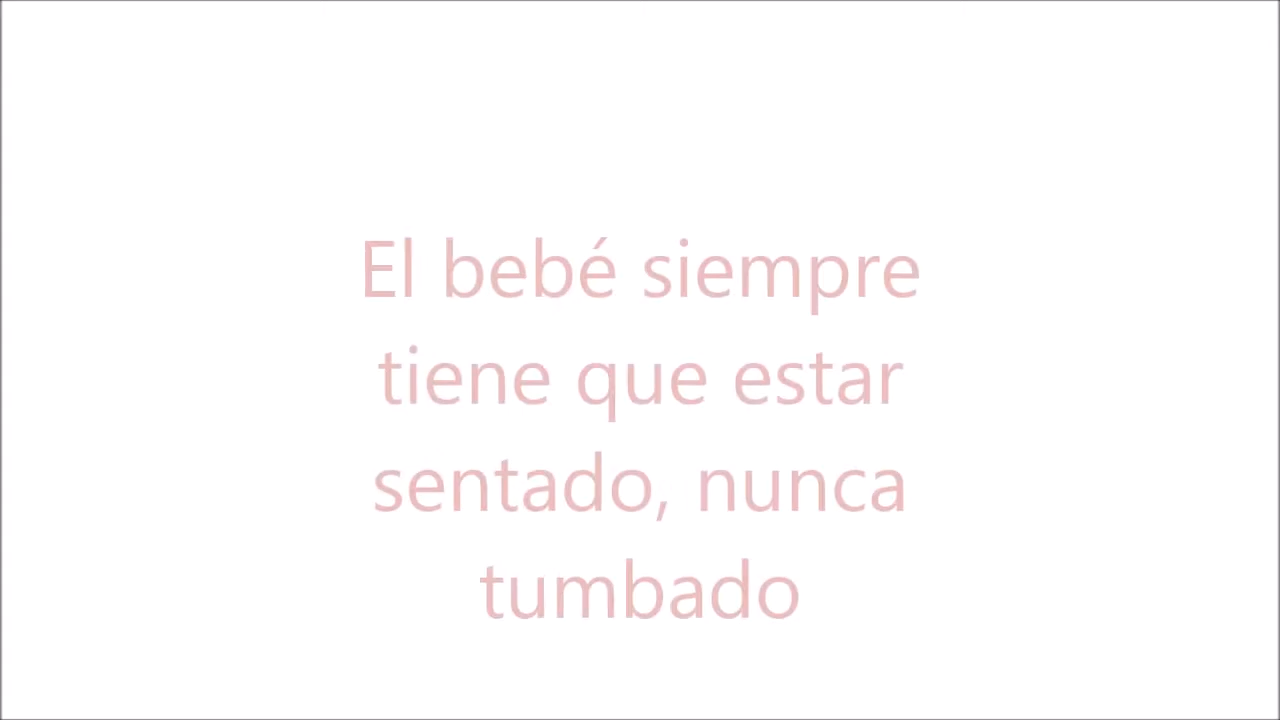 El bebé siempre
tiene que estar
sentado, nunca
tumbado